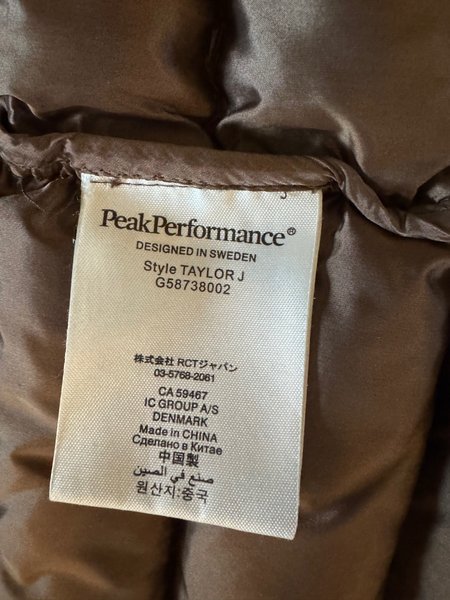 PeakPerformance®
DESIGNED IN SWEDEN
Style TAYLOR J
G58738002
株式会社 RCTジャパン
03-5768-2061
CA 59467
IC GROUP A/S
DENMARK
Made in CHINA
Сделано в Китае
中国製
صنع في الصين
원산지:중국